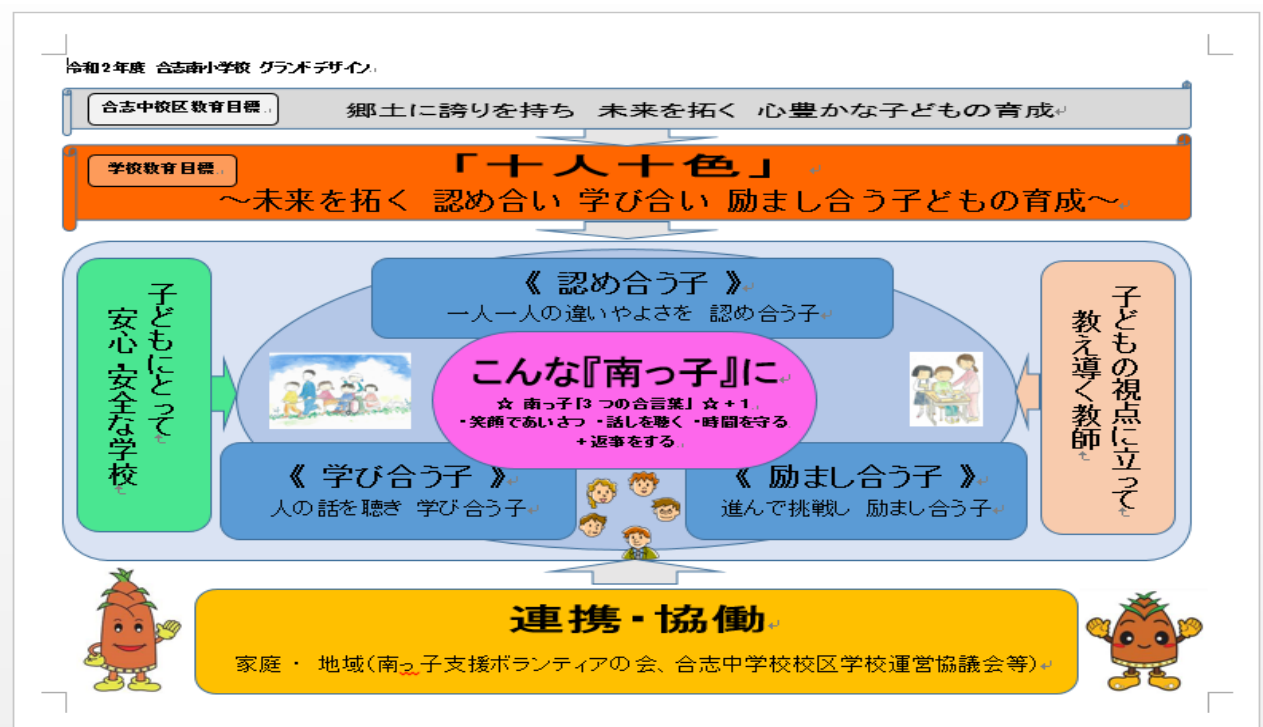 令和2年度 合志南小学校 グランドデザイン
合志中校区教育目標
郷土に誇りを持ち 未来を拓く 心豊かな子どもの育成
学校教育目標
「十人十色」
～未来を拓く 認め合い 学び合い 励まし合う子どもの育成～
子どもにとって
安心・安全な学校
《 認め合う子 》
一人一人の違いやよさを 認め合う子
こんな『南っ子』に
☆ 南っ子「3つの合言葉」 ☆ +1
・笑顔であいさつ ・話しを聴く ・時間を守る
+返事をする
《 学び合う子 》
人の話を聴き 学び合う子
《 励まし合う子 》
進んで挑戦し 励まし合う子
子どもの視点に立って
教え導く教師
連携・協働
家庭・ 地域(南っ子支援ボランティアの会、合志中学校校区学校運営協議会等)